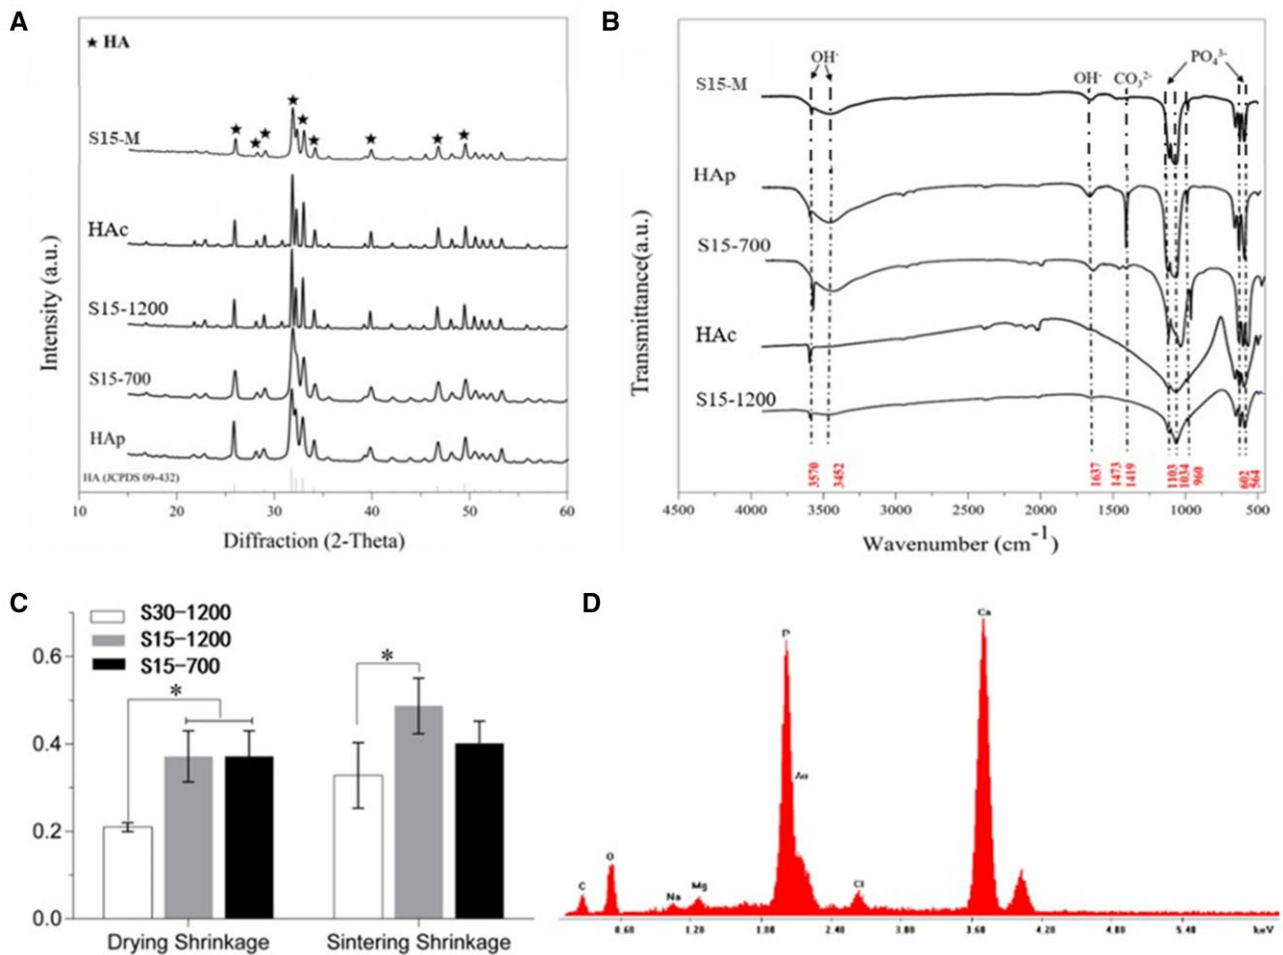 A
★ HA
S15-M
HAc
S15-1200
S15-700
HAp
HA (JCPDS 09-432)
10 20 30 40 50 60
Diffraction (2-Theta)
Intensity (a.u.)
B
OH-
OH-
CO₃²⁻
PO₄³⁻
S15-M
HAp
S15-700
HAc
S15-1200
3570 3452 1637 1473 1419 1103 1034 960 602 564
4500 4000 3500 3000 2500 2000 1500 1000 500
Wavenumber (cm⁻¹)
Transmittance(a.u.)
C
S30-1200
S15-1200
S15-700
0.6
0.4
0.2
0.0
*
*
Drying Shrinkage
Sintering Shrinkage
D
C
O
Na
Mg
P
Au
Cl
Ca
0.60 1.20 1.80 2.40 3.00 3.60 4.20 4.80 5.40 keV